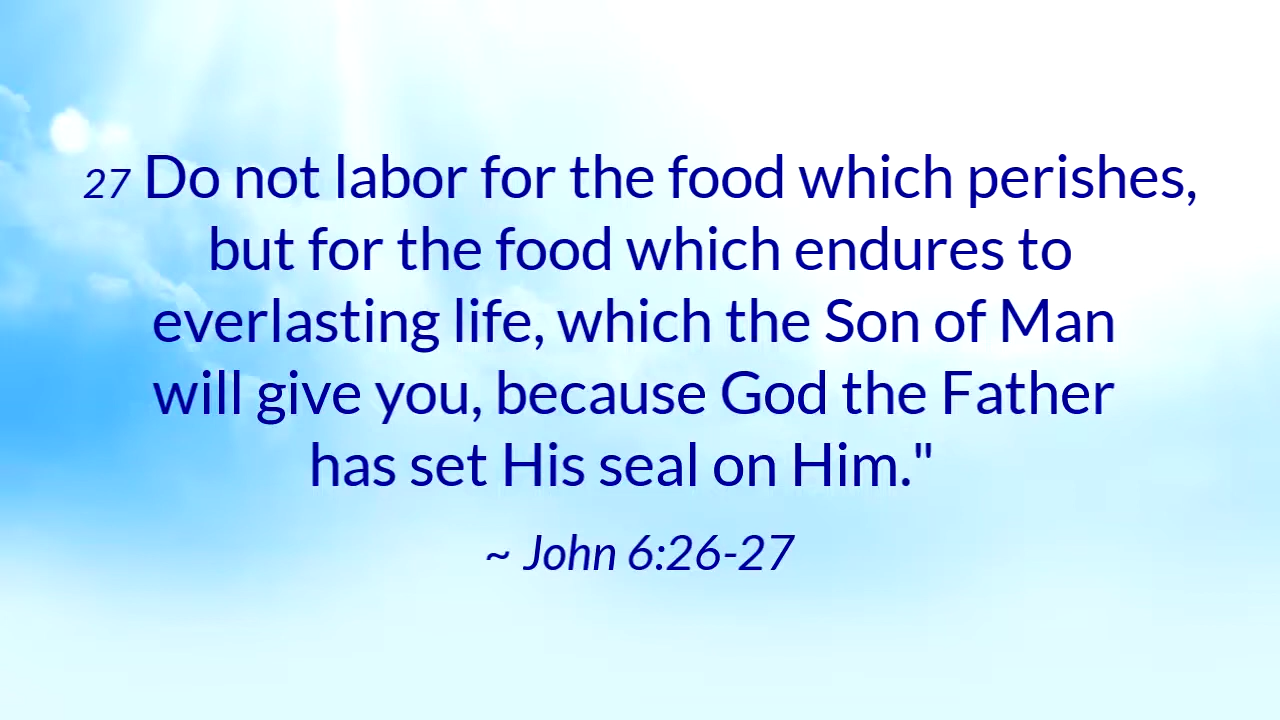 27 Do not labor for the food which perishes,
but for the food which endures to
everlasting life, which the Son of Man
will give you, because God the Father
has set His seal on Him."
~ John 6:26-27